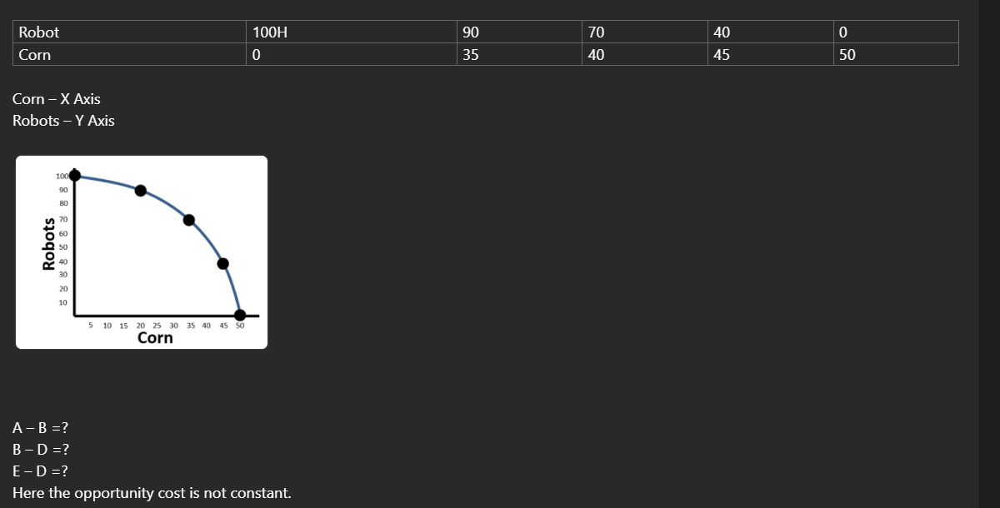 Robot 100H 90 70 40 0
Corn 0 35 40 45 50
Corn – X Axis
Robots – Y Axis
100
90
80
70
60
50
40
30
20
10
Robots
5 10 15 20 25 30 35 40 45 50
Corn
A – B =?
B – D =?
E – D =?
Here the opportunity cost is not constant.